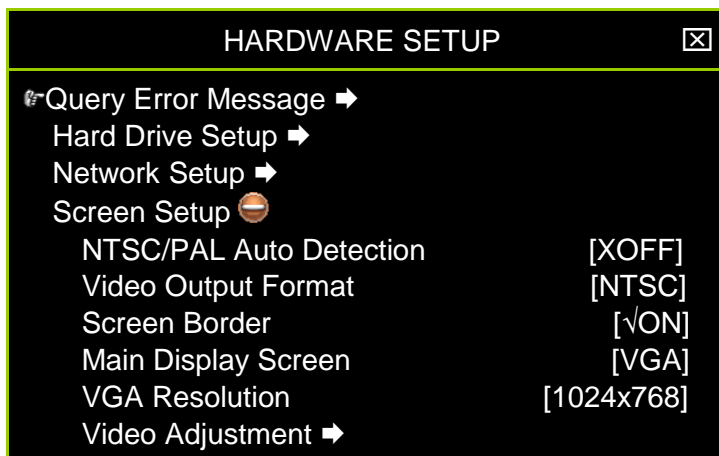 HARDWARE SETUP
Query Error Message
Hard Drive Setup
Network Setup
Screen Setup
NTSC/PAL Auto Detection [XOFF]
Video Output Format [NTSC]
Screen Border [√ON]
Main Display Screen [VGA]
VGA Resolution [1024x768]
Video Adjustment